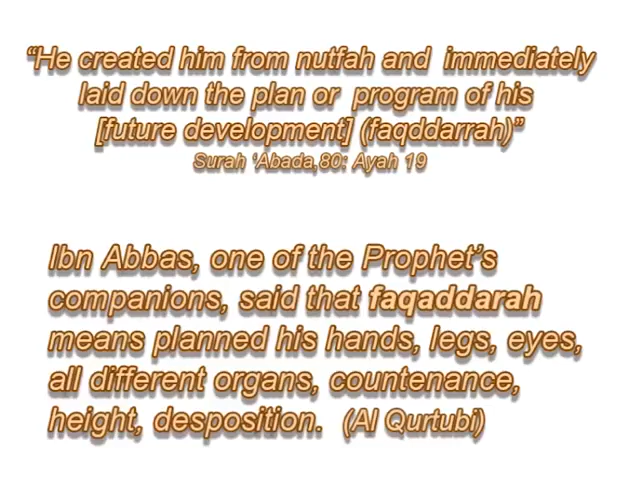 “He created him from nutfah and immediately
laid down the plan or program of his
[future development] (faqddarrah)”
Surah ‘Abada,80: Ayah 19
Ibn Abbas, one of the Prophet’s
companions, said that faqaddarah
means planned his hands, legs, eyes,
all different organs, countenance,
height, desposition. (Al Qurtubi)